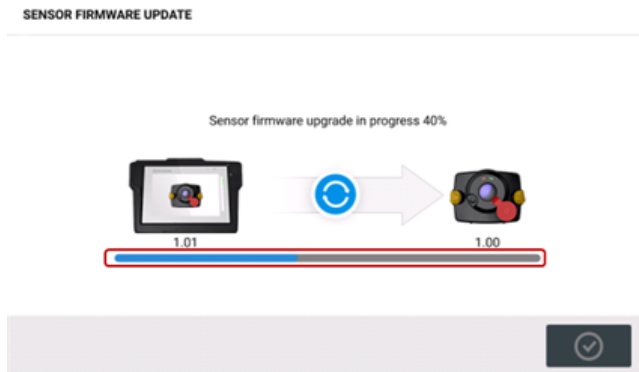 SENSOR FIRMWARE UPDATE
Sensor firmware upgrade in progress 40%
1.01
1.00